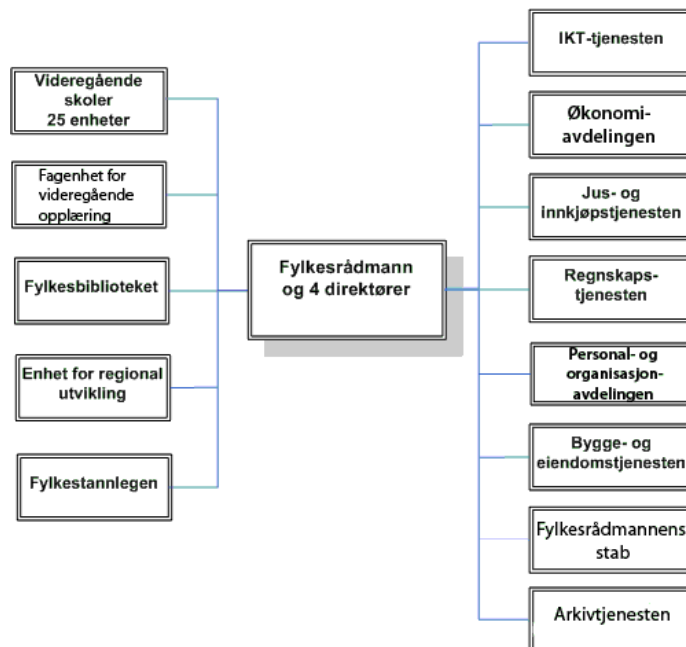 Videregående
skoler
25 enheter
Fagenhet for
videregående
opplæring
Fylkesbiblioteket
Enhet for regional
utvikling
Fylkestannlegen
Fylkesrådmann
og 4 direktører
IKT-tjenesten
Økonomi-
avdelingen
Jus- og
innkjøpstjenesten
Regnskaps-
tjenesten
Personal- og
organisasjon-
avdelingen
Bygge- og
eiendomstjenesten
Fylkesrådmannens
stab
Arkivtjenesten